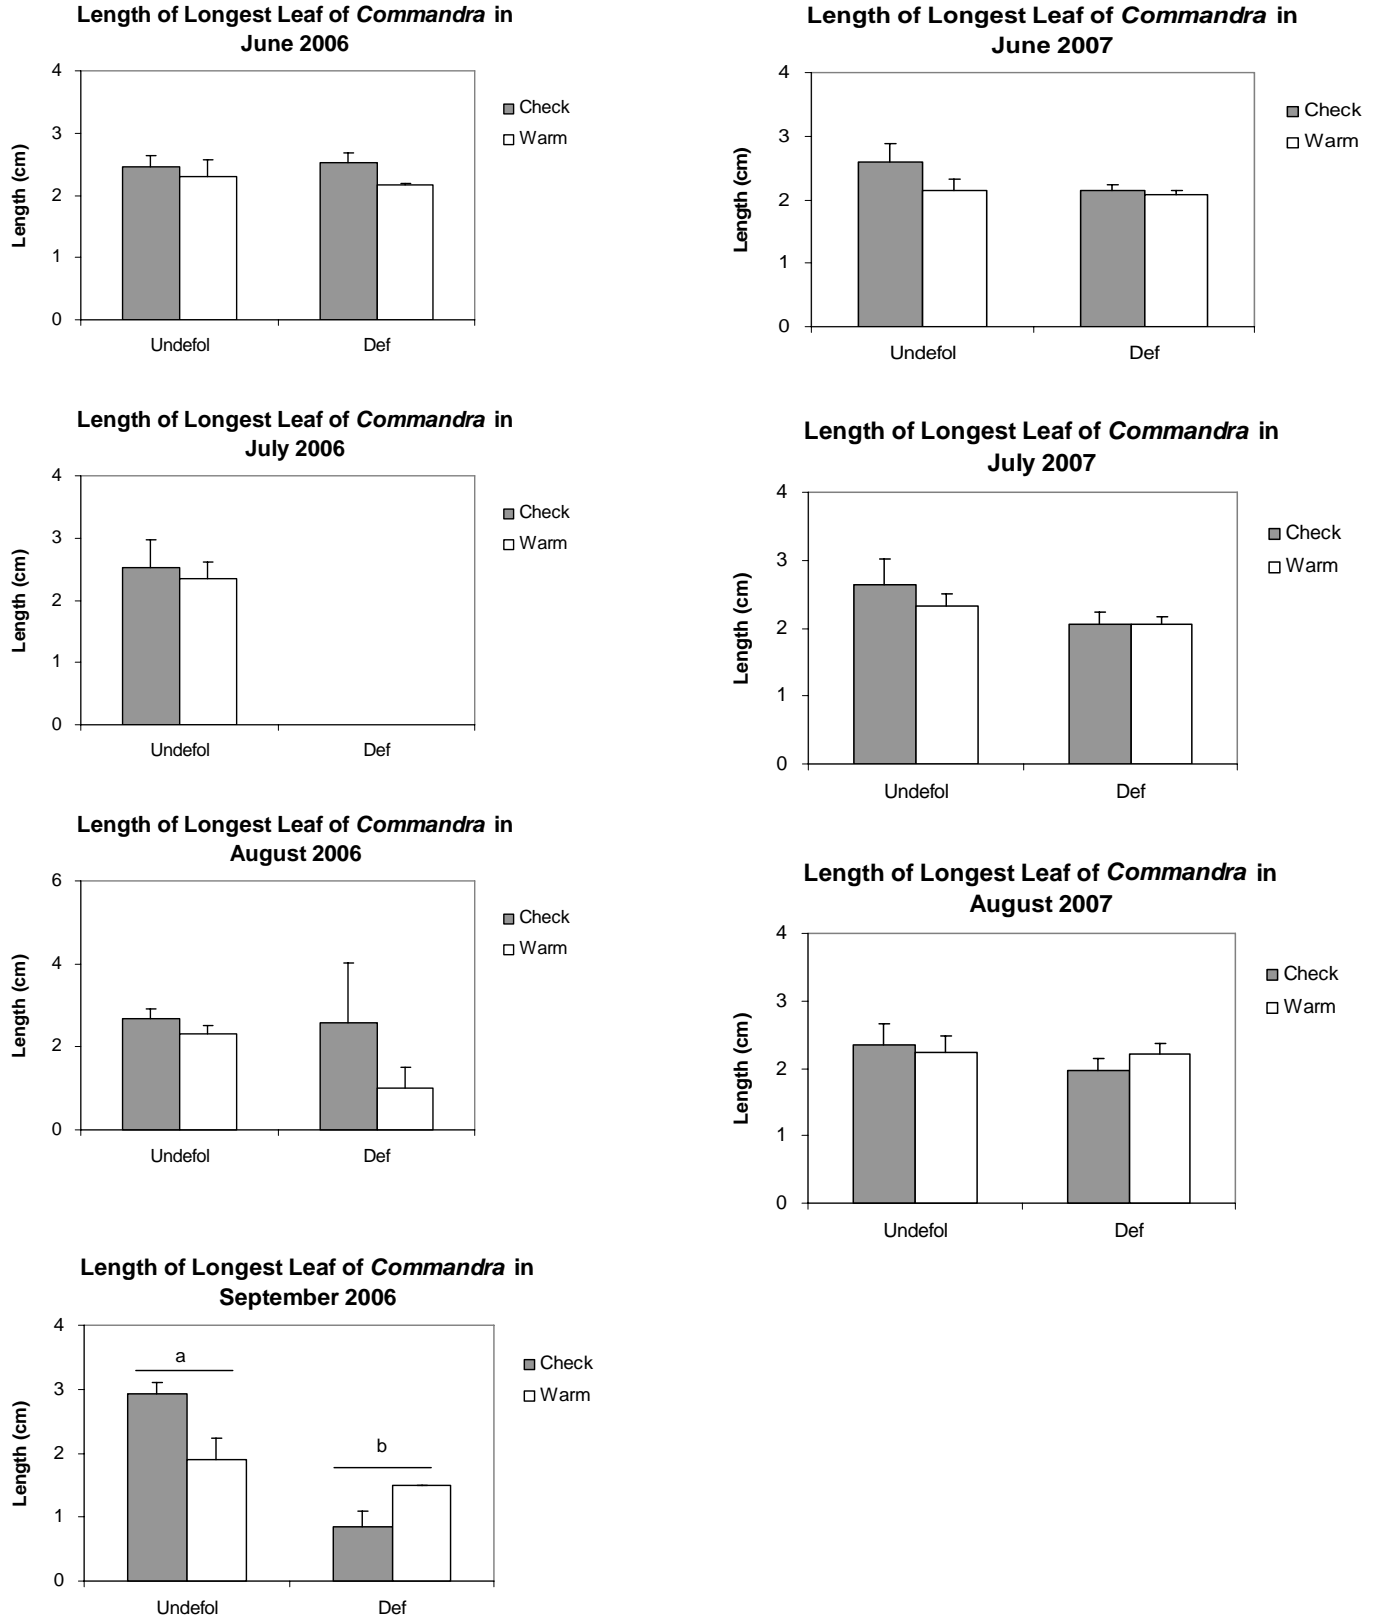 Length of Longest Leaf of Commandra in
June 2006
4
3
2
1
0
Length (cm)
Undefol
Def
Check
Warm
Length of Longest Leaf of Commandra in
June 2007
4
3
2
1
0
Length (cm)
Undefol
Def
Check
Warm
Length of Longest Leaf of Commandra in
July 2006
4
3
2
1
0
Length (cm)
Undefol
Def
Check
Warm
Length of Longest Leaf of Commandra in
July 2007
4
3
2
1
0
Length (cm)
Undefol
Def
Check
Warm
Length of Longest Leaf of Commandra in
August 2006
6
4
2
0
Length (cm)
Undefol
Def
Check
Warm
Length of Longest Leaf of Commandra in
August 2007
4
3
2
1
0
Length (cm)
Undefol
Def
Check
Warm
Length of Longest Leaf of Commandra in
September 2006
4
3
2
1
0
Length (cm)
a
b
Undefol
Def
Check
Warm